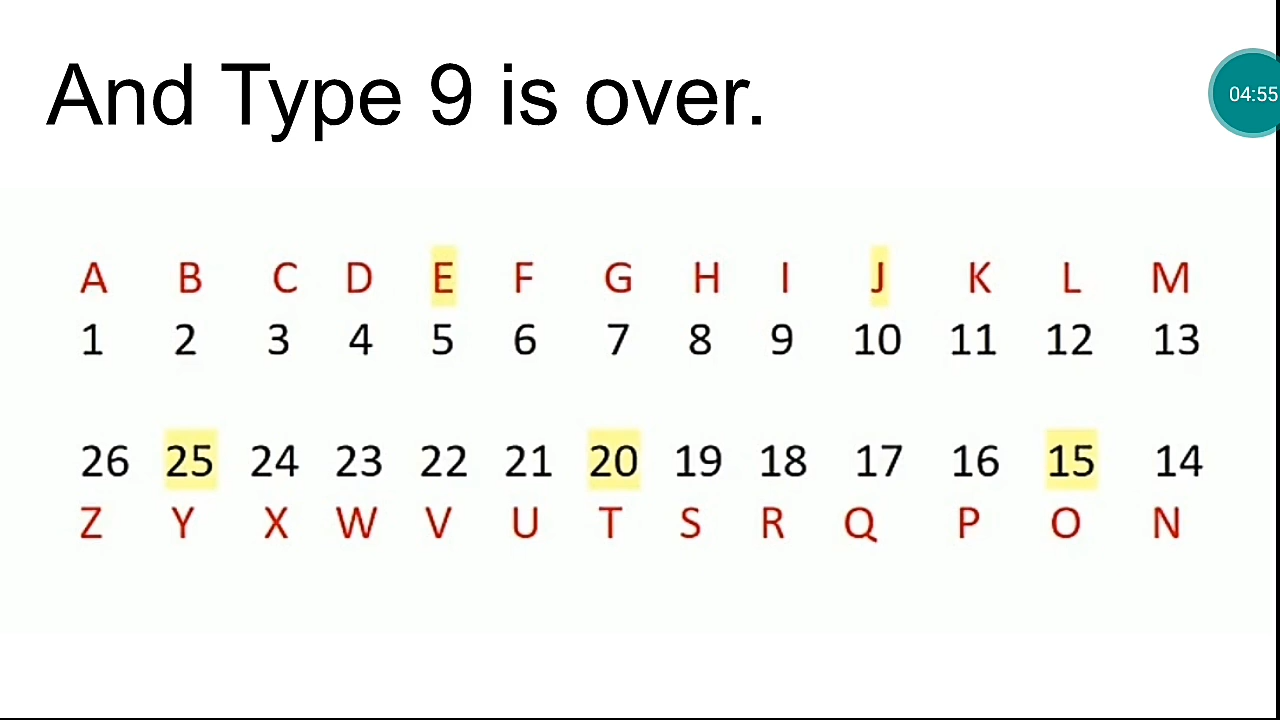 And Type 9 is over.
04:55
A B C D E F G H I J K L M
1 2 3 4 5 6 7 8 9 10 11 12 13
26 25 24 23 22 21 20 19 18 17 16 15 14
Z Y X W V U T S R Q P O N